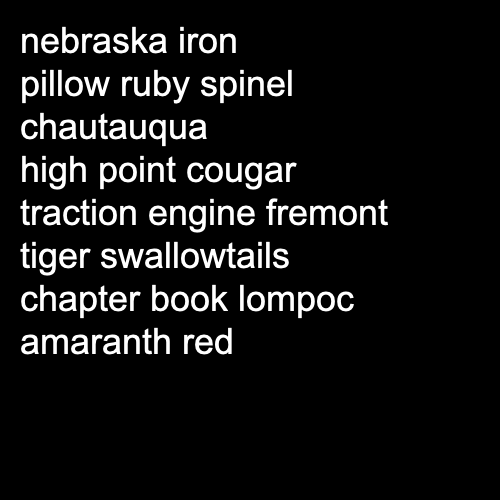 nebraska iron
pillow ruby spinel
chautauqua
high point cougar
traction engine fremont
tiger swallowtails
chapter book lompoc
amaranth red